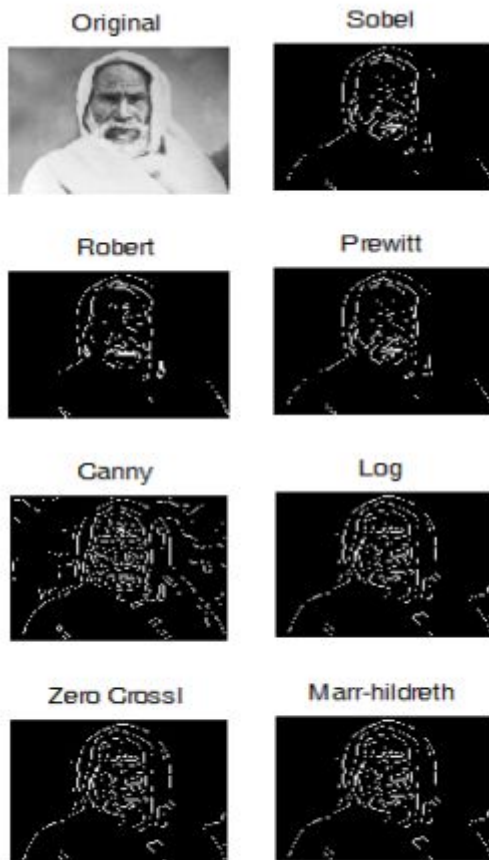 Original
Sobel
Robert
Prewitt
Canny
Log
Zero Crossl
Marr-hildreth